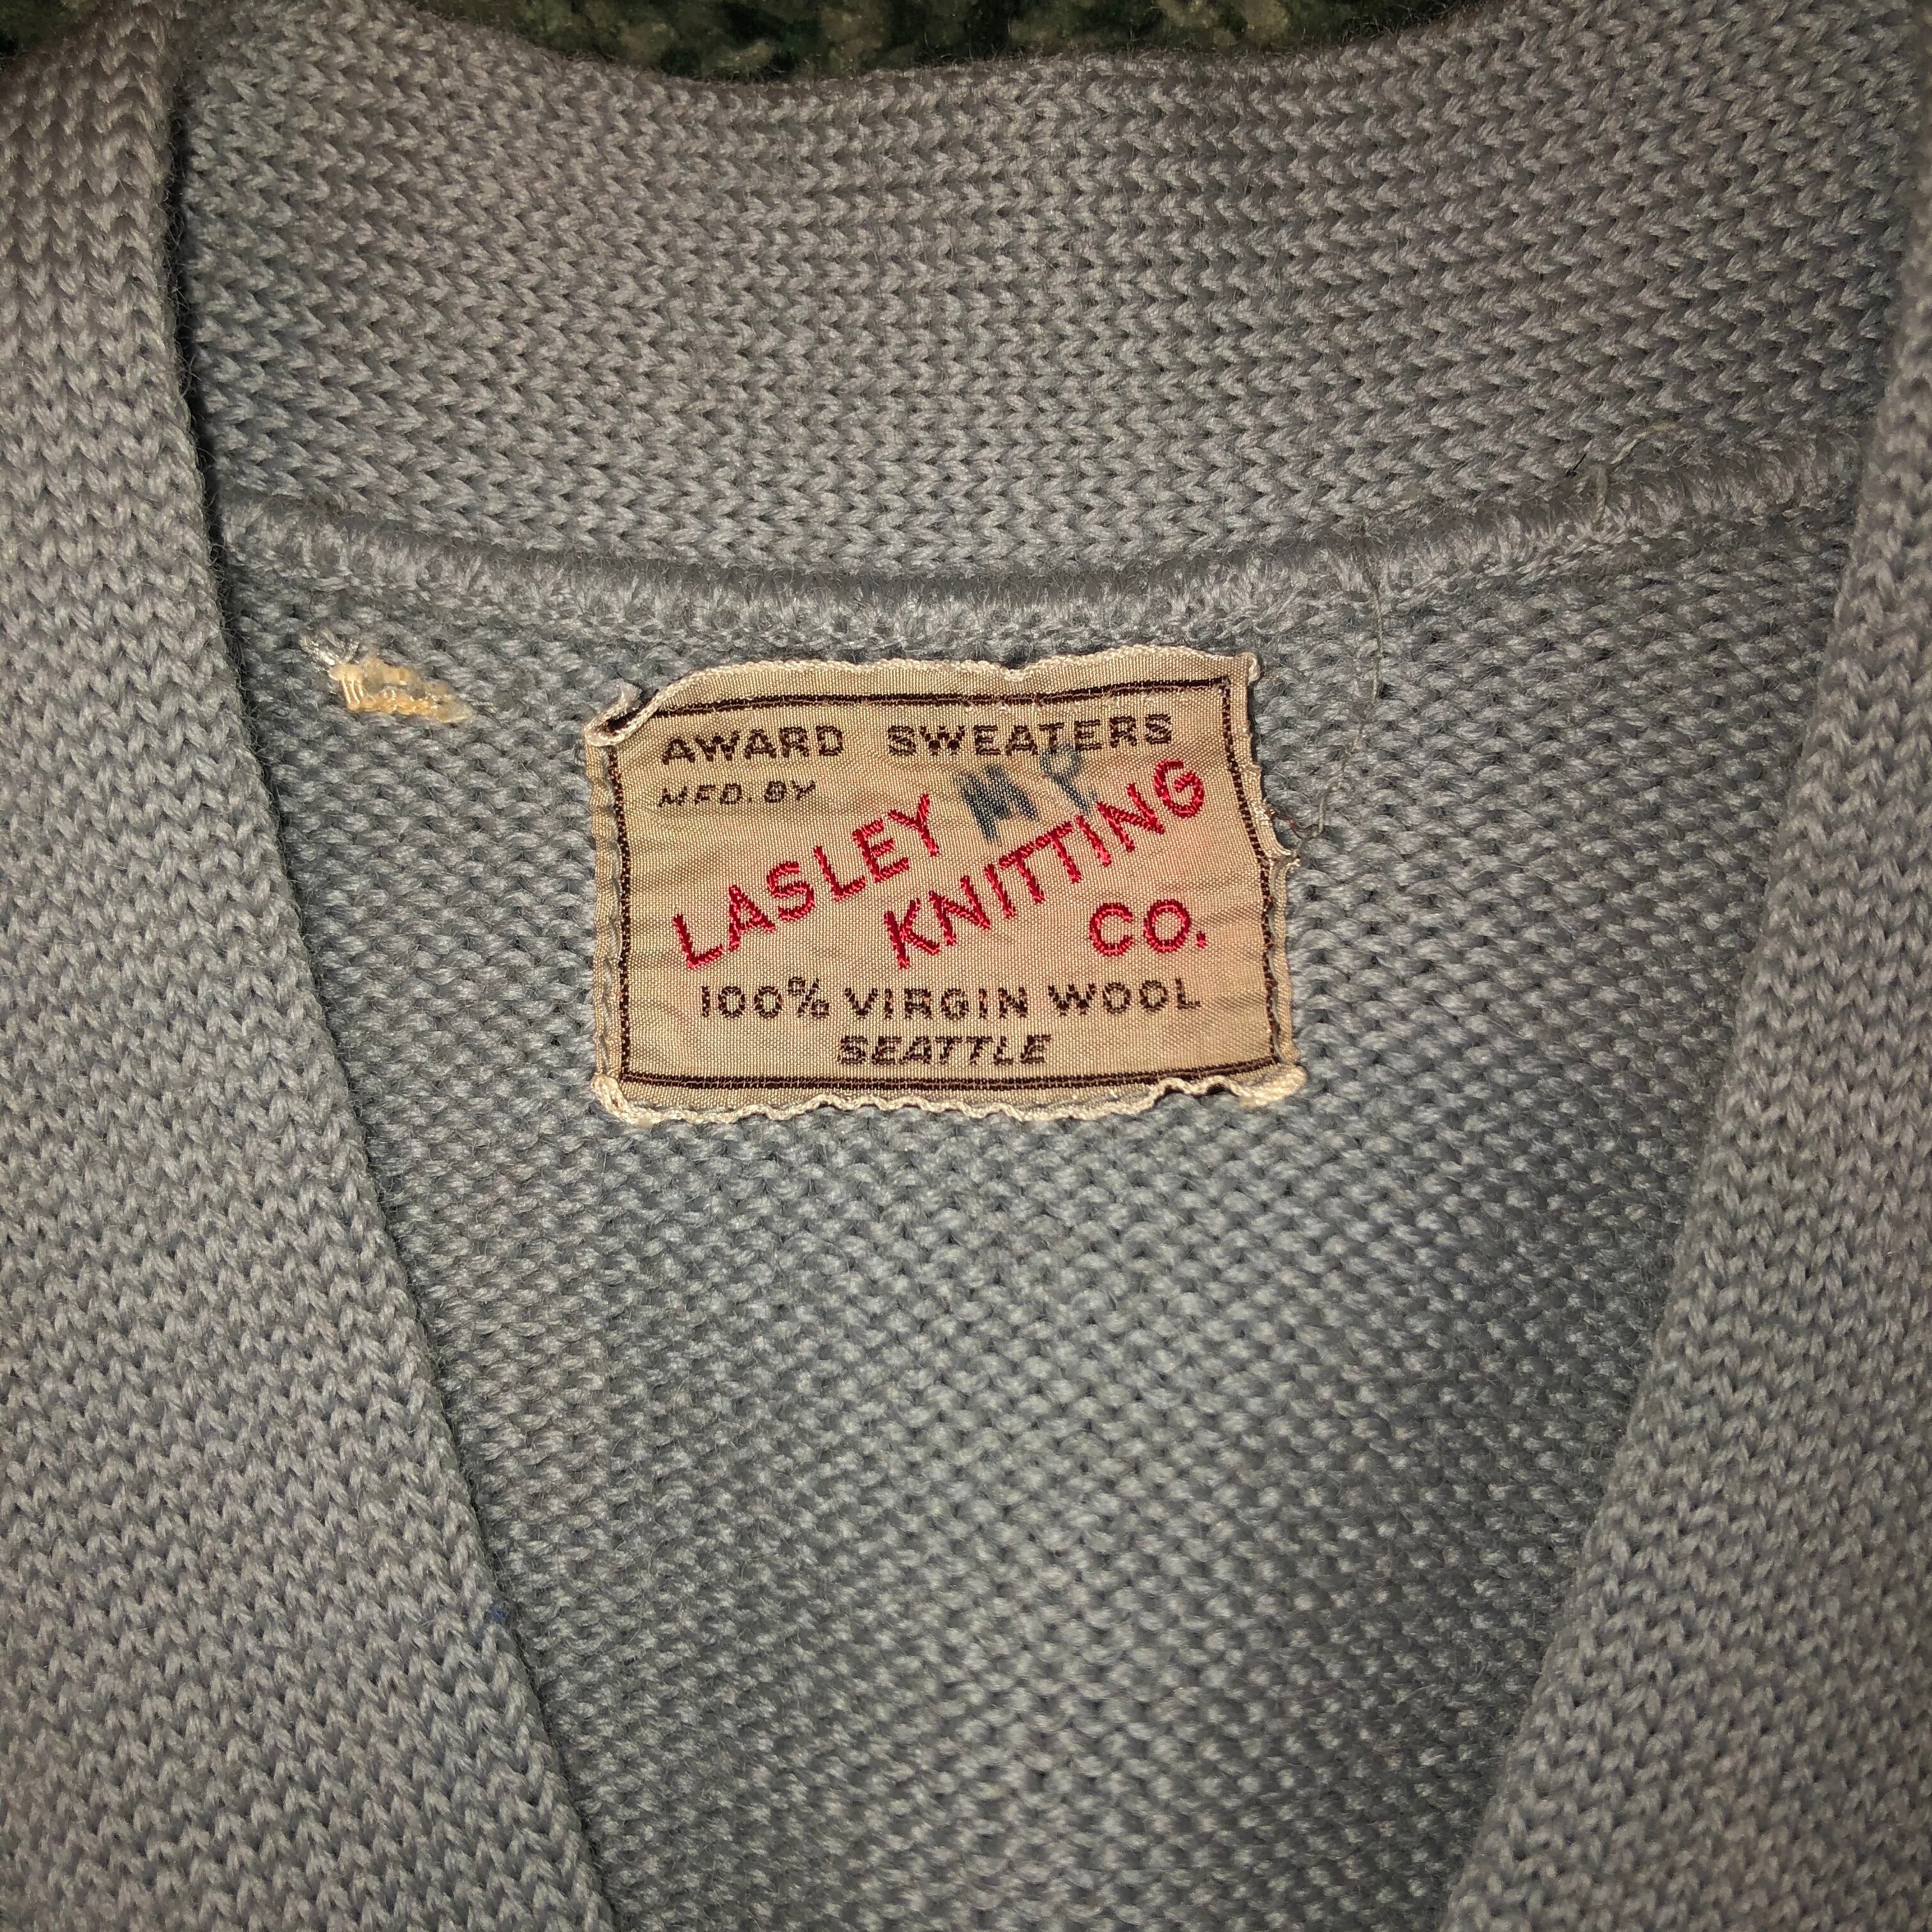 AWARD SWEATERS
MFD. BY
LASLEY
KNITTING
CO.
100% VIRGIN WOOL
SEATTLE